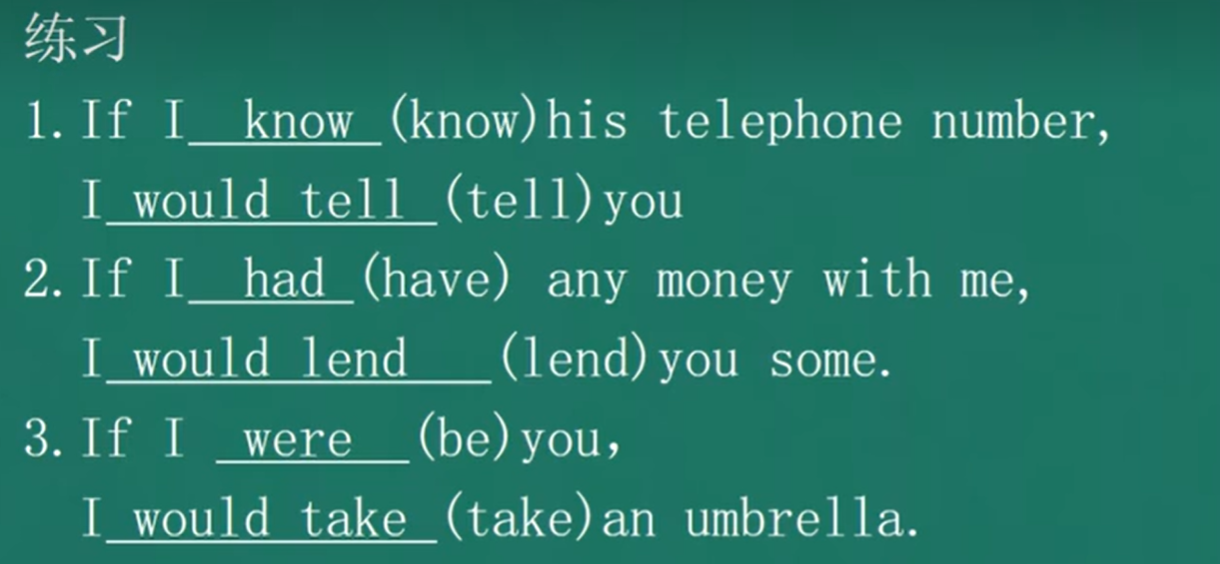 练习
1. If I  know (know)his telephone number,
I would tell (tell)you
2. If I  had (have) any money with me,
I would lend   (lend)you some.
3. If I  were  (be)you,
I would take (take)an umbrella.